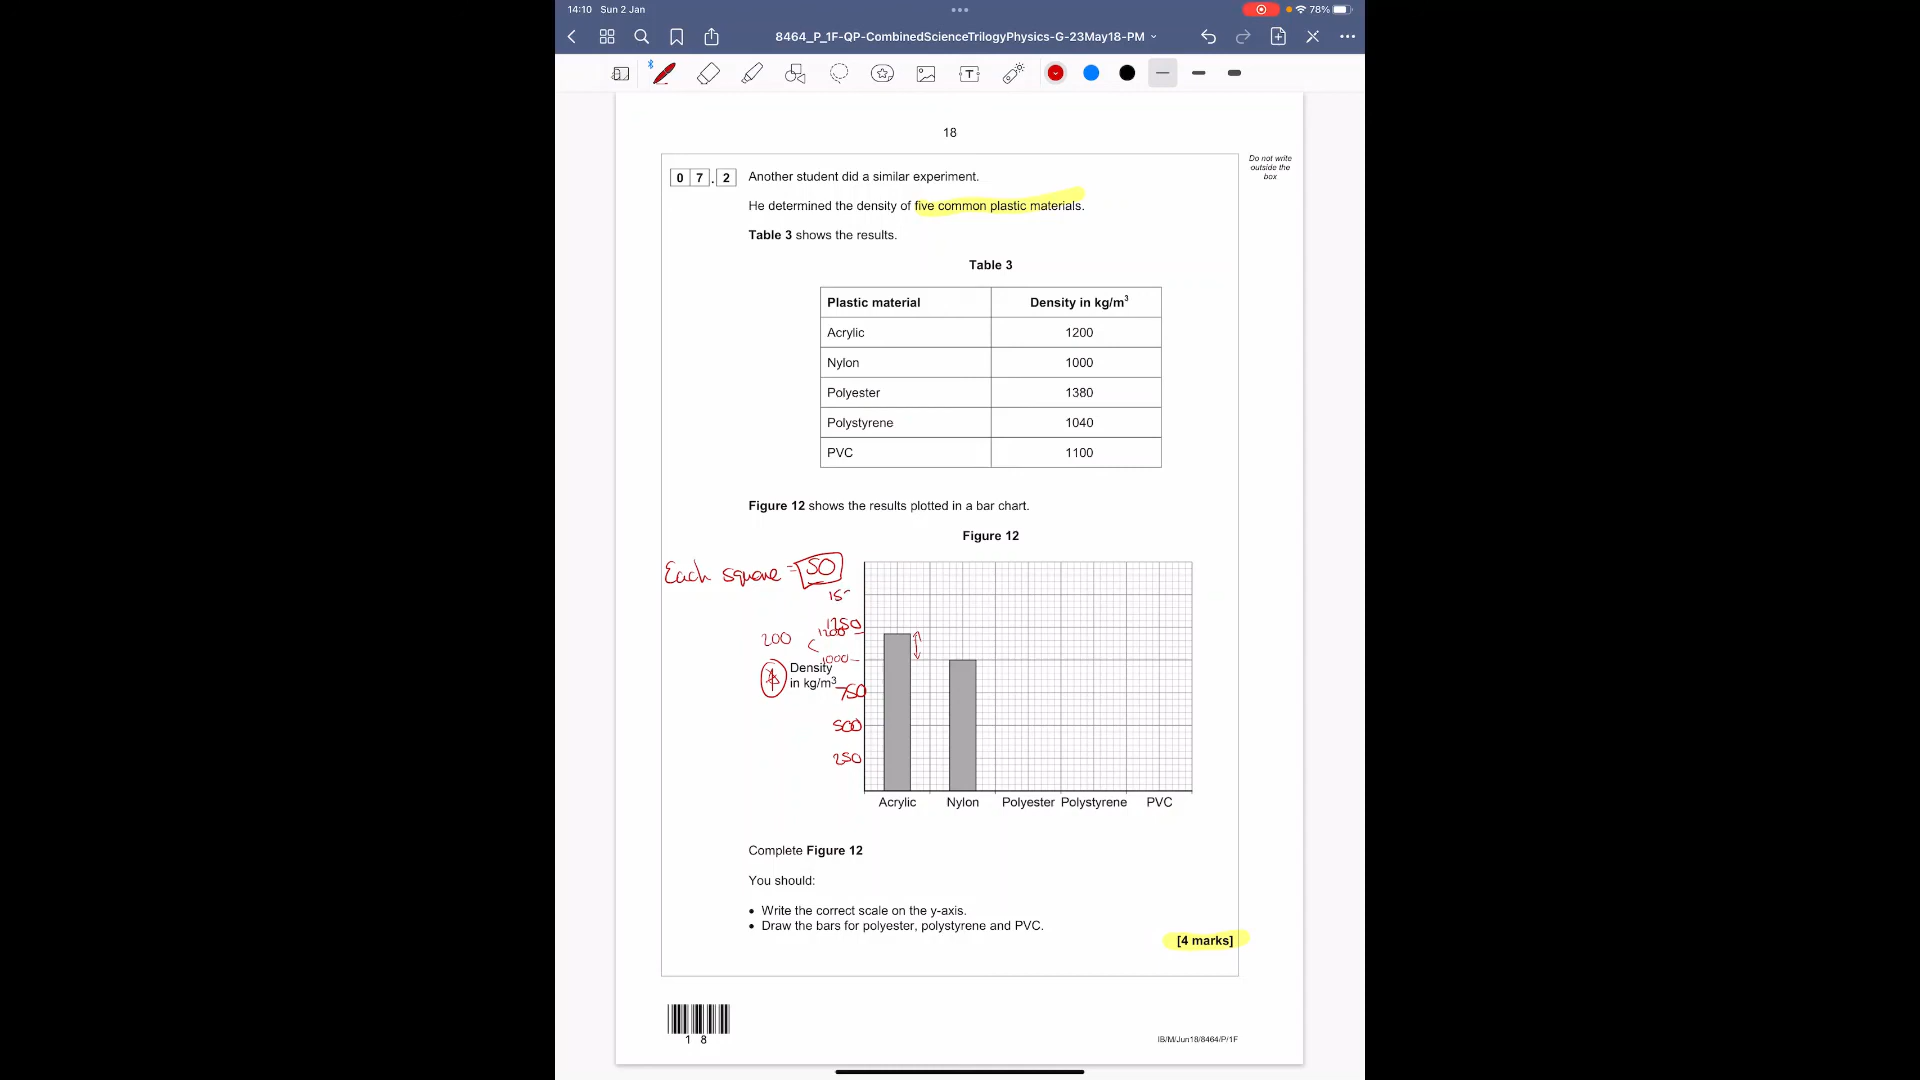 14:10 Sun 2 Jan
78%
8464_P_1F-QP-CombinedScienceTrilogyPhysics-G-23May18-PM
18
Do not write
outside the
box
0 7 . 2 Another student did a similar experiment.
He determined the density of five common plastic materials.
Table 3 shows the results.
Table 3
Plastic material Density in kg/m³
Acrylic 1200
Nylon 1000
Polyester 1380
Polystyrene 1040
PVC 1100
Figure 12 shows the results plotted in a bar chart.
Figure 12
Each square = 50
15
1250
200 1200
1000
Density
in kg/m³
750
500
250
Acrylic Nylon Polyester Polystyrene PVC
Complete Figure 12
You should:
• Write the correct scale on the y-axis.
• Draw the bars for polyester, polystyrene and PVC.
[4 marks]
1 8
IB/M/Jun18/8464/P/1F